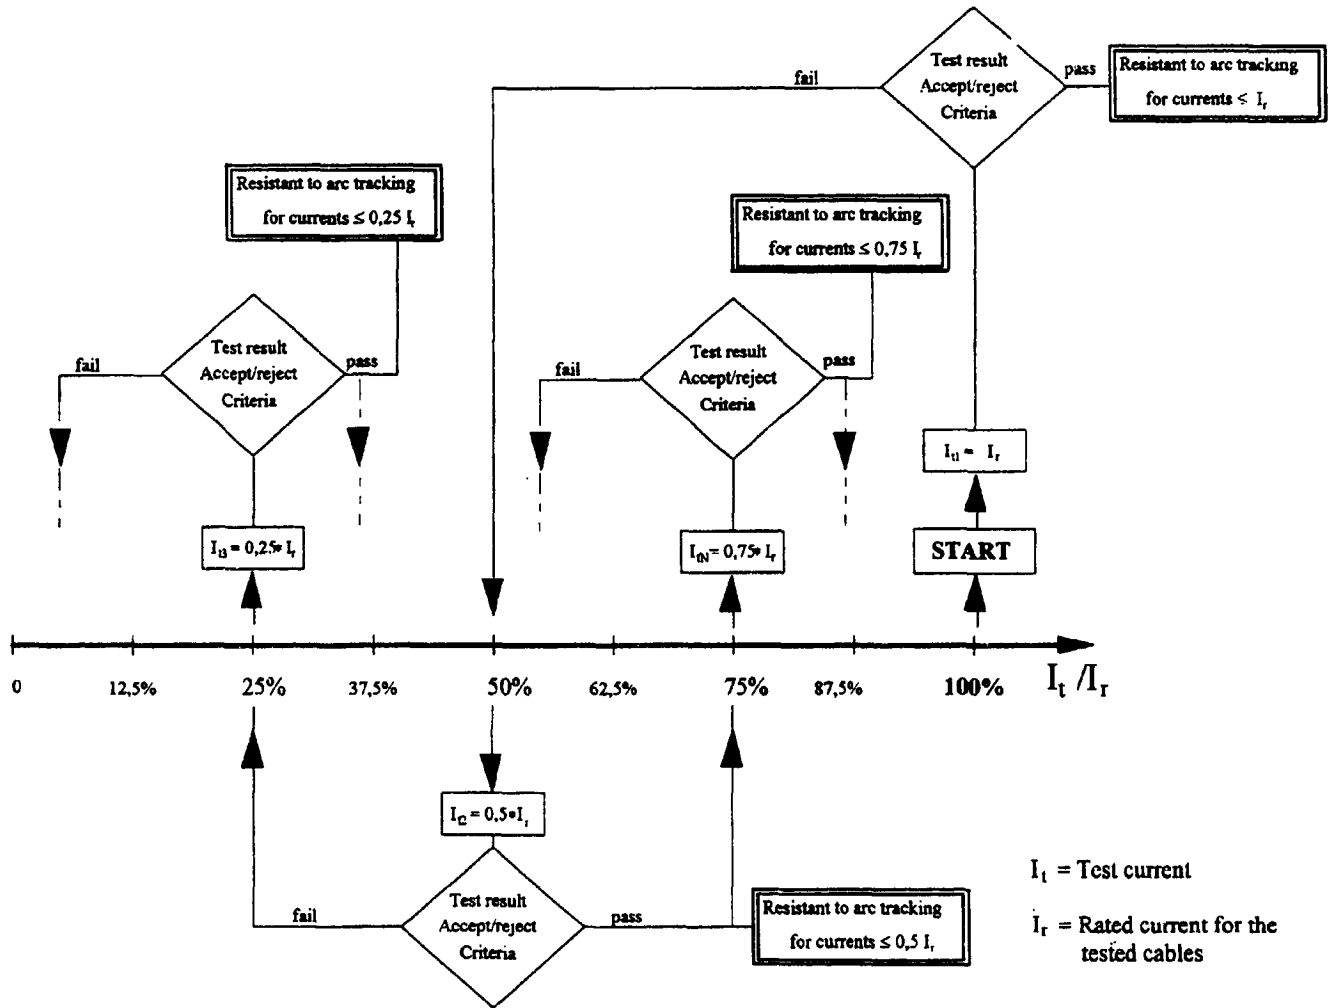 Test result
Accept/reject
Criteria
fail
pass
Resistant to arc tracking
for currents ≤ I_r
Resistant to arc tracking
for currents ≤ 0,25 I_r
Resistant to arc tracking
for currents ≤ 0,75 I_r
fail
Test result
Accept/reject
Criteria
pass
fail
Test result
Accept/reject
Criteria
pass
I_t1 = I_r
I_t3 = 0,25* I_r
I_tN = 0,75* I_r
START
0
12,5%
25%
37,5%
50%
62,5%
75%
87,5%
100%
I_t /I_r
I_t2 = 0,5*I_r
fail
Test result
Accept/reject
Criteria
pass
Resistant to arc tracking
for currents ≤ 0,5 I_r
I_t = Test current
I_r = Rated current for the
tested cables